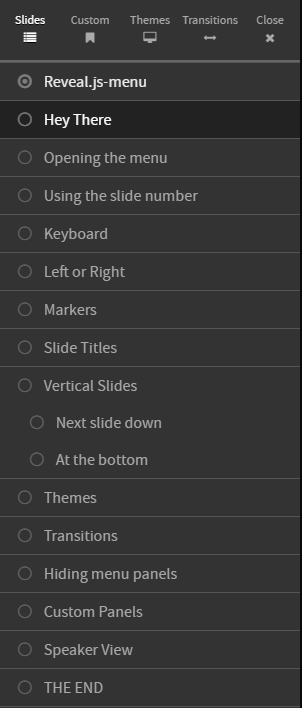 Slides Custom Themes Transitions Close
Reveal.js-menu
Hey There
Opening the menu
Using the slide number
Keyboard
Left or Right
Markers
Slide Titles
Vertical Slides
Next slide down
At the bottom
Themes
Transitions
Hiding menu panels
Custom Panels
Speaker View
THE END